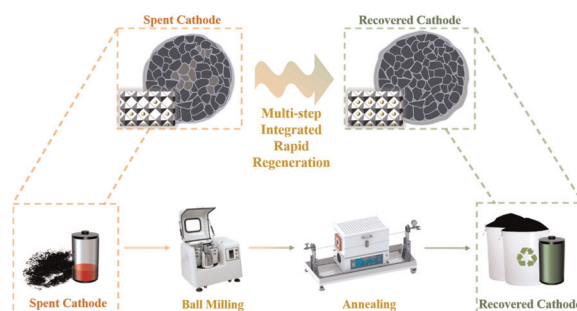 Spent Cathode
Recovered Cathode
Multi-step
Integrated
Rapid
Regeneration
Spent Cathode
Ball Milling
Annealing
Recovered Cathode